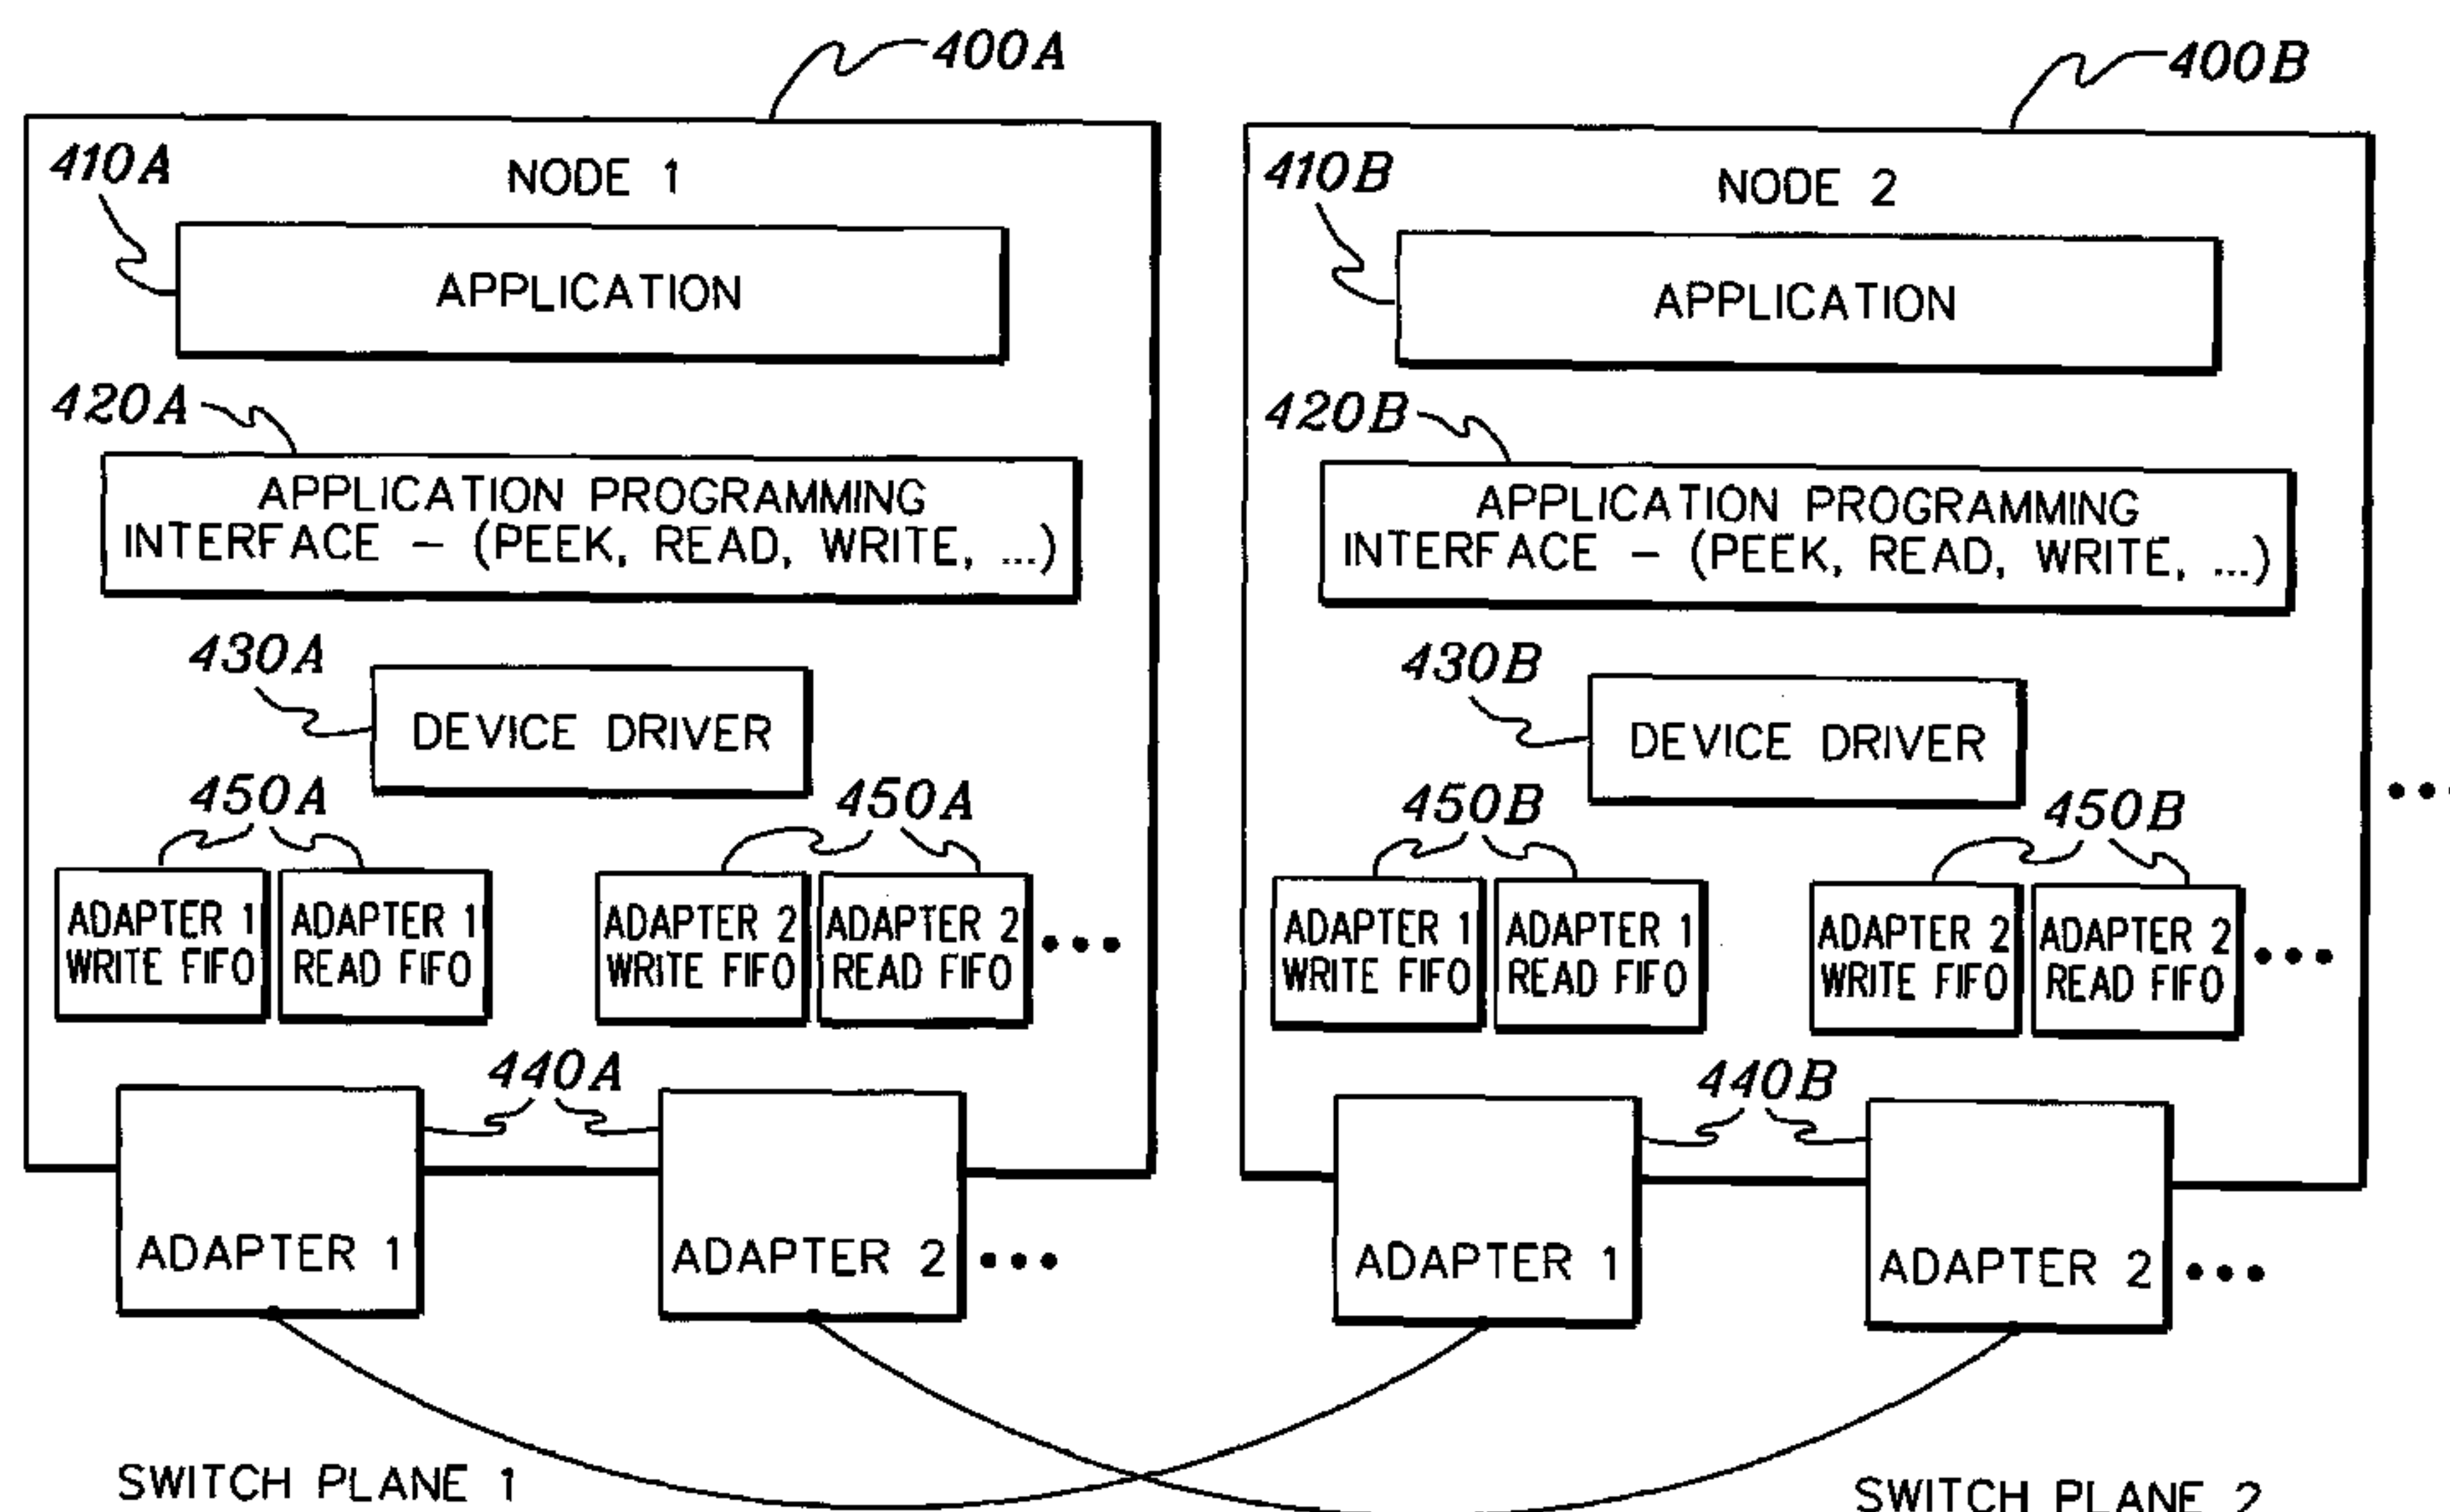 400A
400B
410A
NODE 1
410B
NODE 2
APPLICATION
APPLICATION
420A
420B
APPLICATION PROGRAMMING
INTERFACE - (PEEK, READ, WRITE, ...)
APPLICATION PROGRAMMING
INTERFACE - (PEEK, READ, WRITE, ...)
430A
430B
DEVICE DRIVER
DEVICE DRIVER
450A
450A
450B
450B
ADAPTER 1
WRITE FIFO
ADAPTER 1
READ FIFO
ADAPTER 2
WRITE FIFO
ADAPTER 2
READ FIFO
ADAPTER 1
WRITE FIFO
ADAPTER 1
READ FIFO
ADAPTER 2
WRITE FIFO
ADAPTER 2
READ FIFO
440A
440B
ADAPTER 1
ADAPTER 2
ADAPTER 1
ADAPTER 2
SWITCH PLANE 1
SWITCH PLANE 2